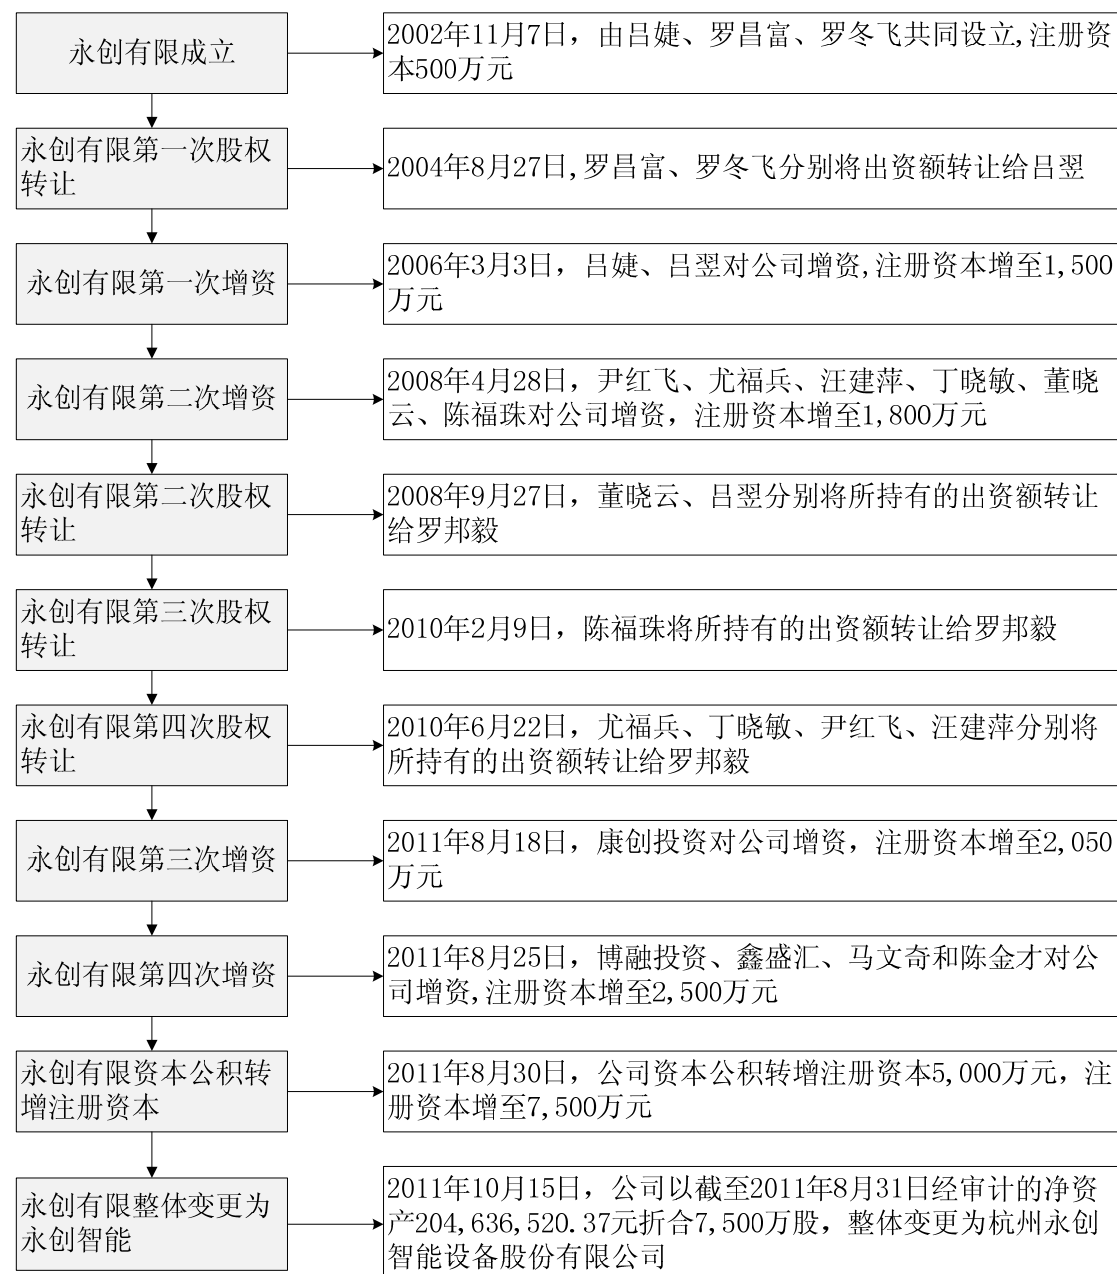 永创有限成立
2002年11月7日，由吕婕、罗昌富、罗冬飞共同设立,注册资
本500万元
永创有限第一次股权
转让
2004年8月27日,罗昌富、罗冬飞分别将出资额转让给吕翌
永创有限第一次增资
2006年3月3日，吕婕、吕翌对公司增资,注册资本增至1,500
万元
永创有限第二次增资
2008年4月28日，尹红飞、尤福兵、汪建萍、丁晓敏、董晓
云、陈福珠对公司增资，注册资本增至1,800万元
永创有限第二次股权
转让
2008年9月27日，董晓云、吕翌分别将所持有的出资额转让
给罗邦毅
永创有限第三次股权
转让
2010年2月9日，陈福珠将所持有的出资额转让给罗邦毅
永创有限第四次股权
转让
2010年6月22日，尤福兵、丁晓敏、尹红飞、汪建萍分别将
所持有的出资额转让给罗邦毅
永创有限第三次增资
2011年8月18日，康创投资对公司增资，注册资本增至2,050
万元
永创有限第四次增资
2011年8月25日，博融投资、鑫盛汇、马文奇和陈金才对公
司增资,注册资本增至2,500万元
永创有限资本公积转
增注册资本
2011年8月30日，公司资本公积转增注册资本5,000万元，注
册资本增至7,500万元
永创有限整体变更为
永创智能
2011年10月15日，公司以截至2011年8月31日经审计的净资
产204,636,520.37元折合7,500万股，整体变更为杭州永创
智能设备股份有限公司